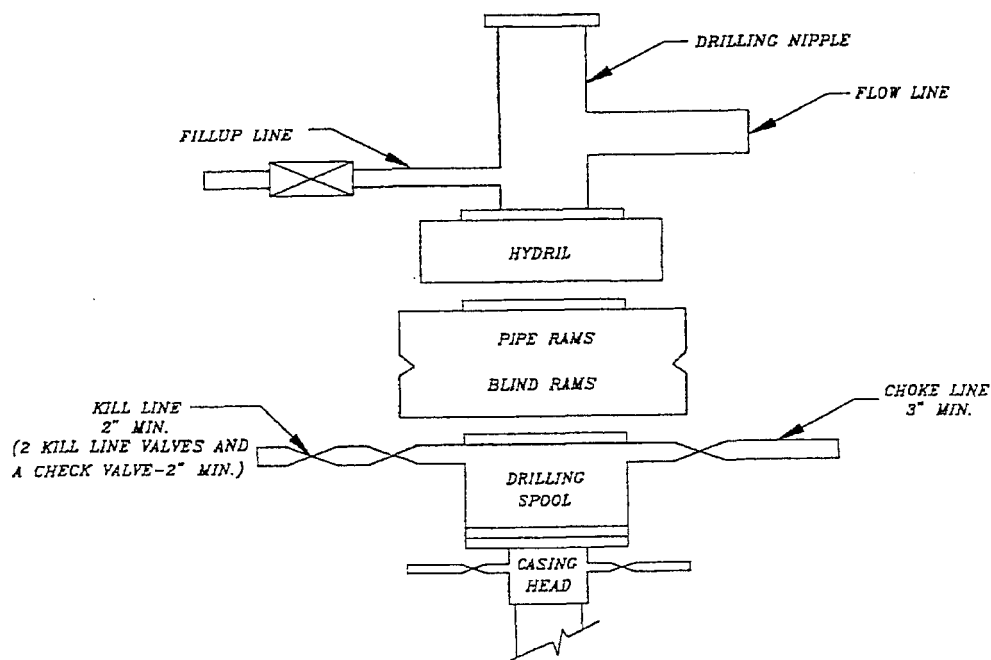 DRILLING NIPPLE
FLOW LINE
FILLUP LINE
HYDRIL
PIPE RAMS
BLIND RAMS
KILL LINE
2" MIN.
(2 KILL LINE VALVES AND
A CHECK VALVE-2" MIN.)
CHOKE LINE
3" MIN.
DRILLING
SPOOL
CASING
HEAD